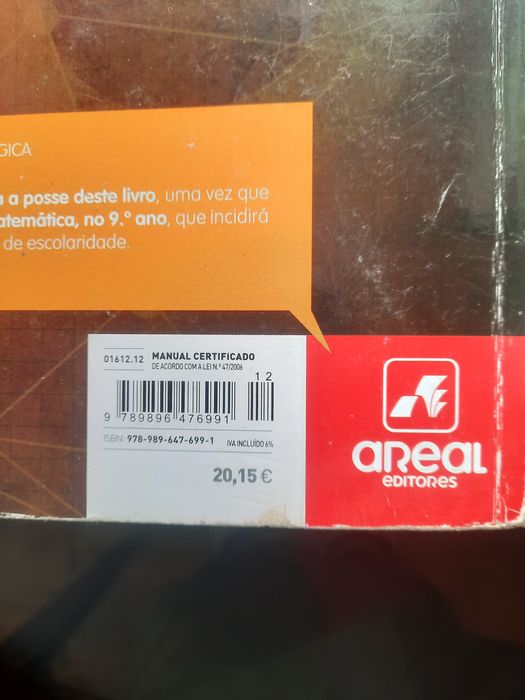 GICA
a a posse deste livro, uma vez que
atemática, no 9.º ano, que incidirá
de escolaridade.
01612.12 MANUAL CERTIFICADO
DE ACORDO COM A LEI N.º 47/2006
12
9 789896 476991
ISBN: 978-989-647-699-1 IVA INCLUÍDO 6%
20,15 €
aReaL
EDITORES